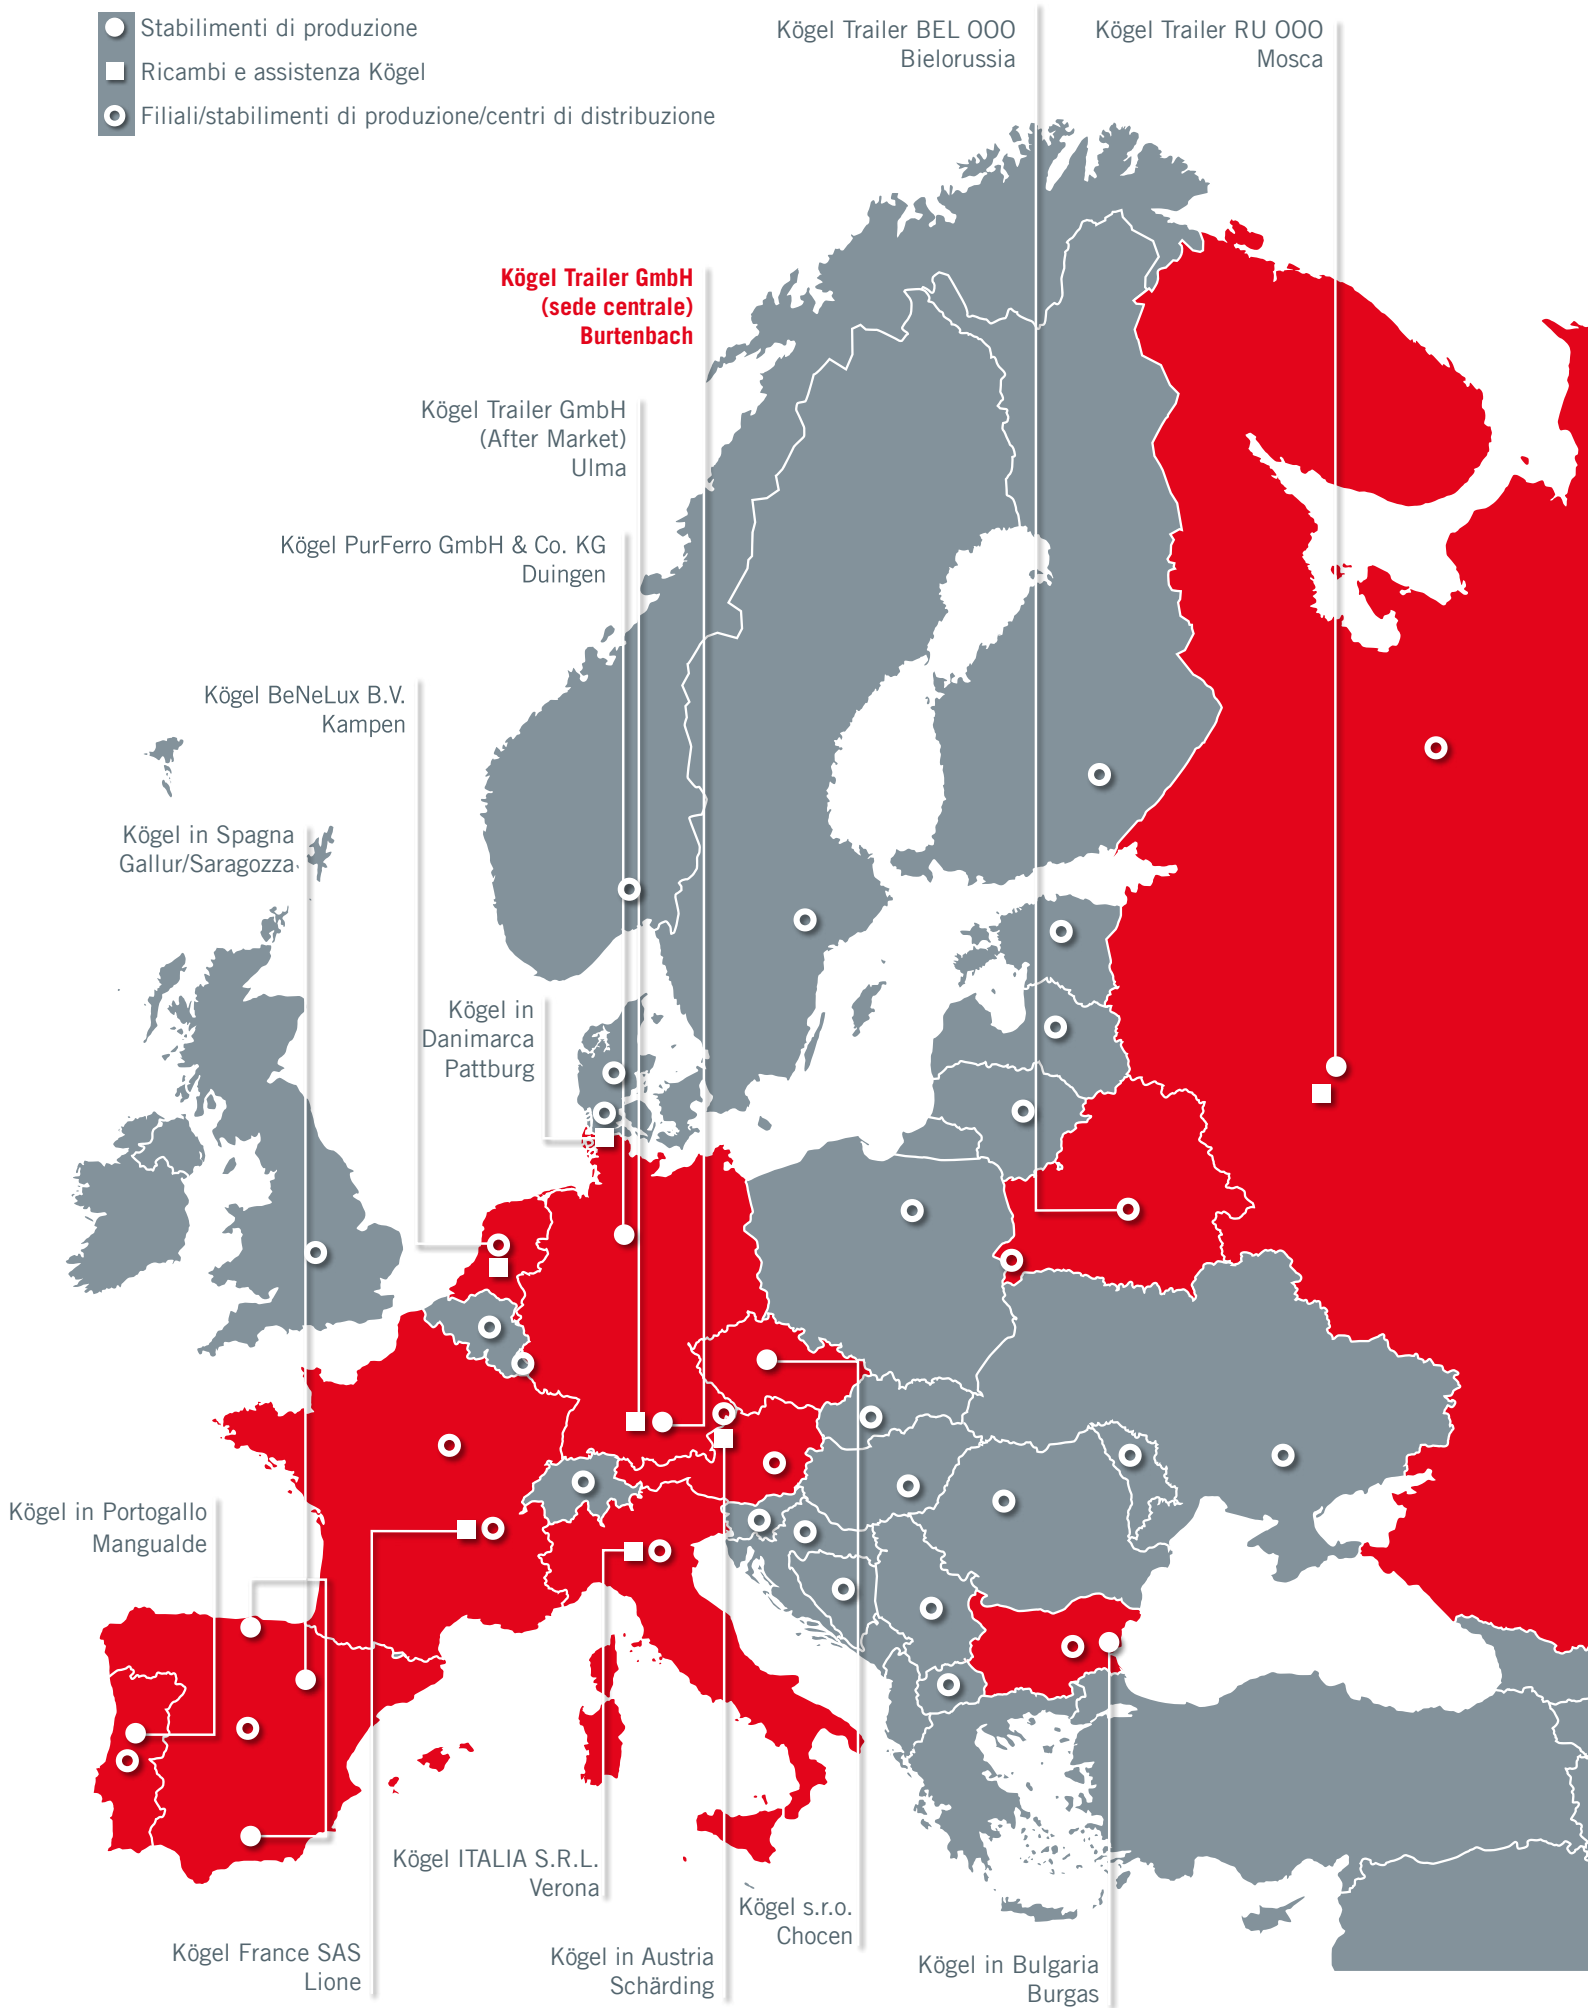 Stabilimenti di produzione
Ricambi e assistenza Kögel
Filiali/stabilimenti di produzione/centri di distribuzione
Kögel Trailer BEL OOO
Bielorussia
Kögel Trailer RU OOO
Mosca
Kögel Trailer GmbH
(sede centrale)
Burtenbach
Kögel Trailer GmbH
(After Market)
Ulma
Kögel PurFerro GmbH & Co. KG
Duingen
Kögel BeNeLux B.V.
Kampen
Kögel in Spagna
Gallur/Saragozza
Kögel in
Danimarca
Pattburg
Kögel in Portogallo
Mangualde
Kögel ITALIA S.R.L.
Verona
Kögel s.r.o.
Chocen
Kögel France SAS
Lione
Kögel in Austria
Schärding
Kögel in Bulgaria
Burgas